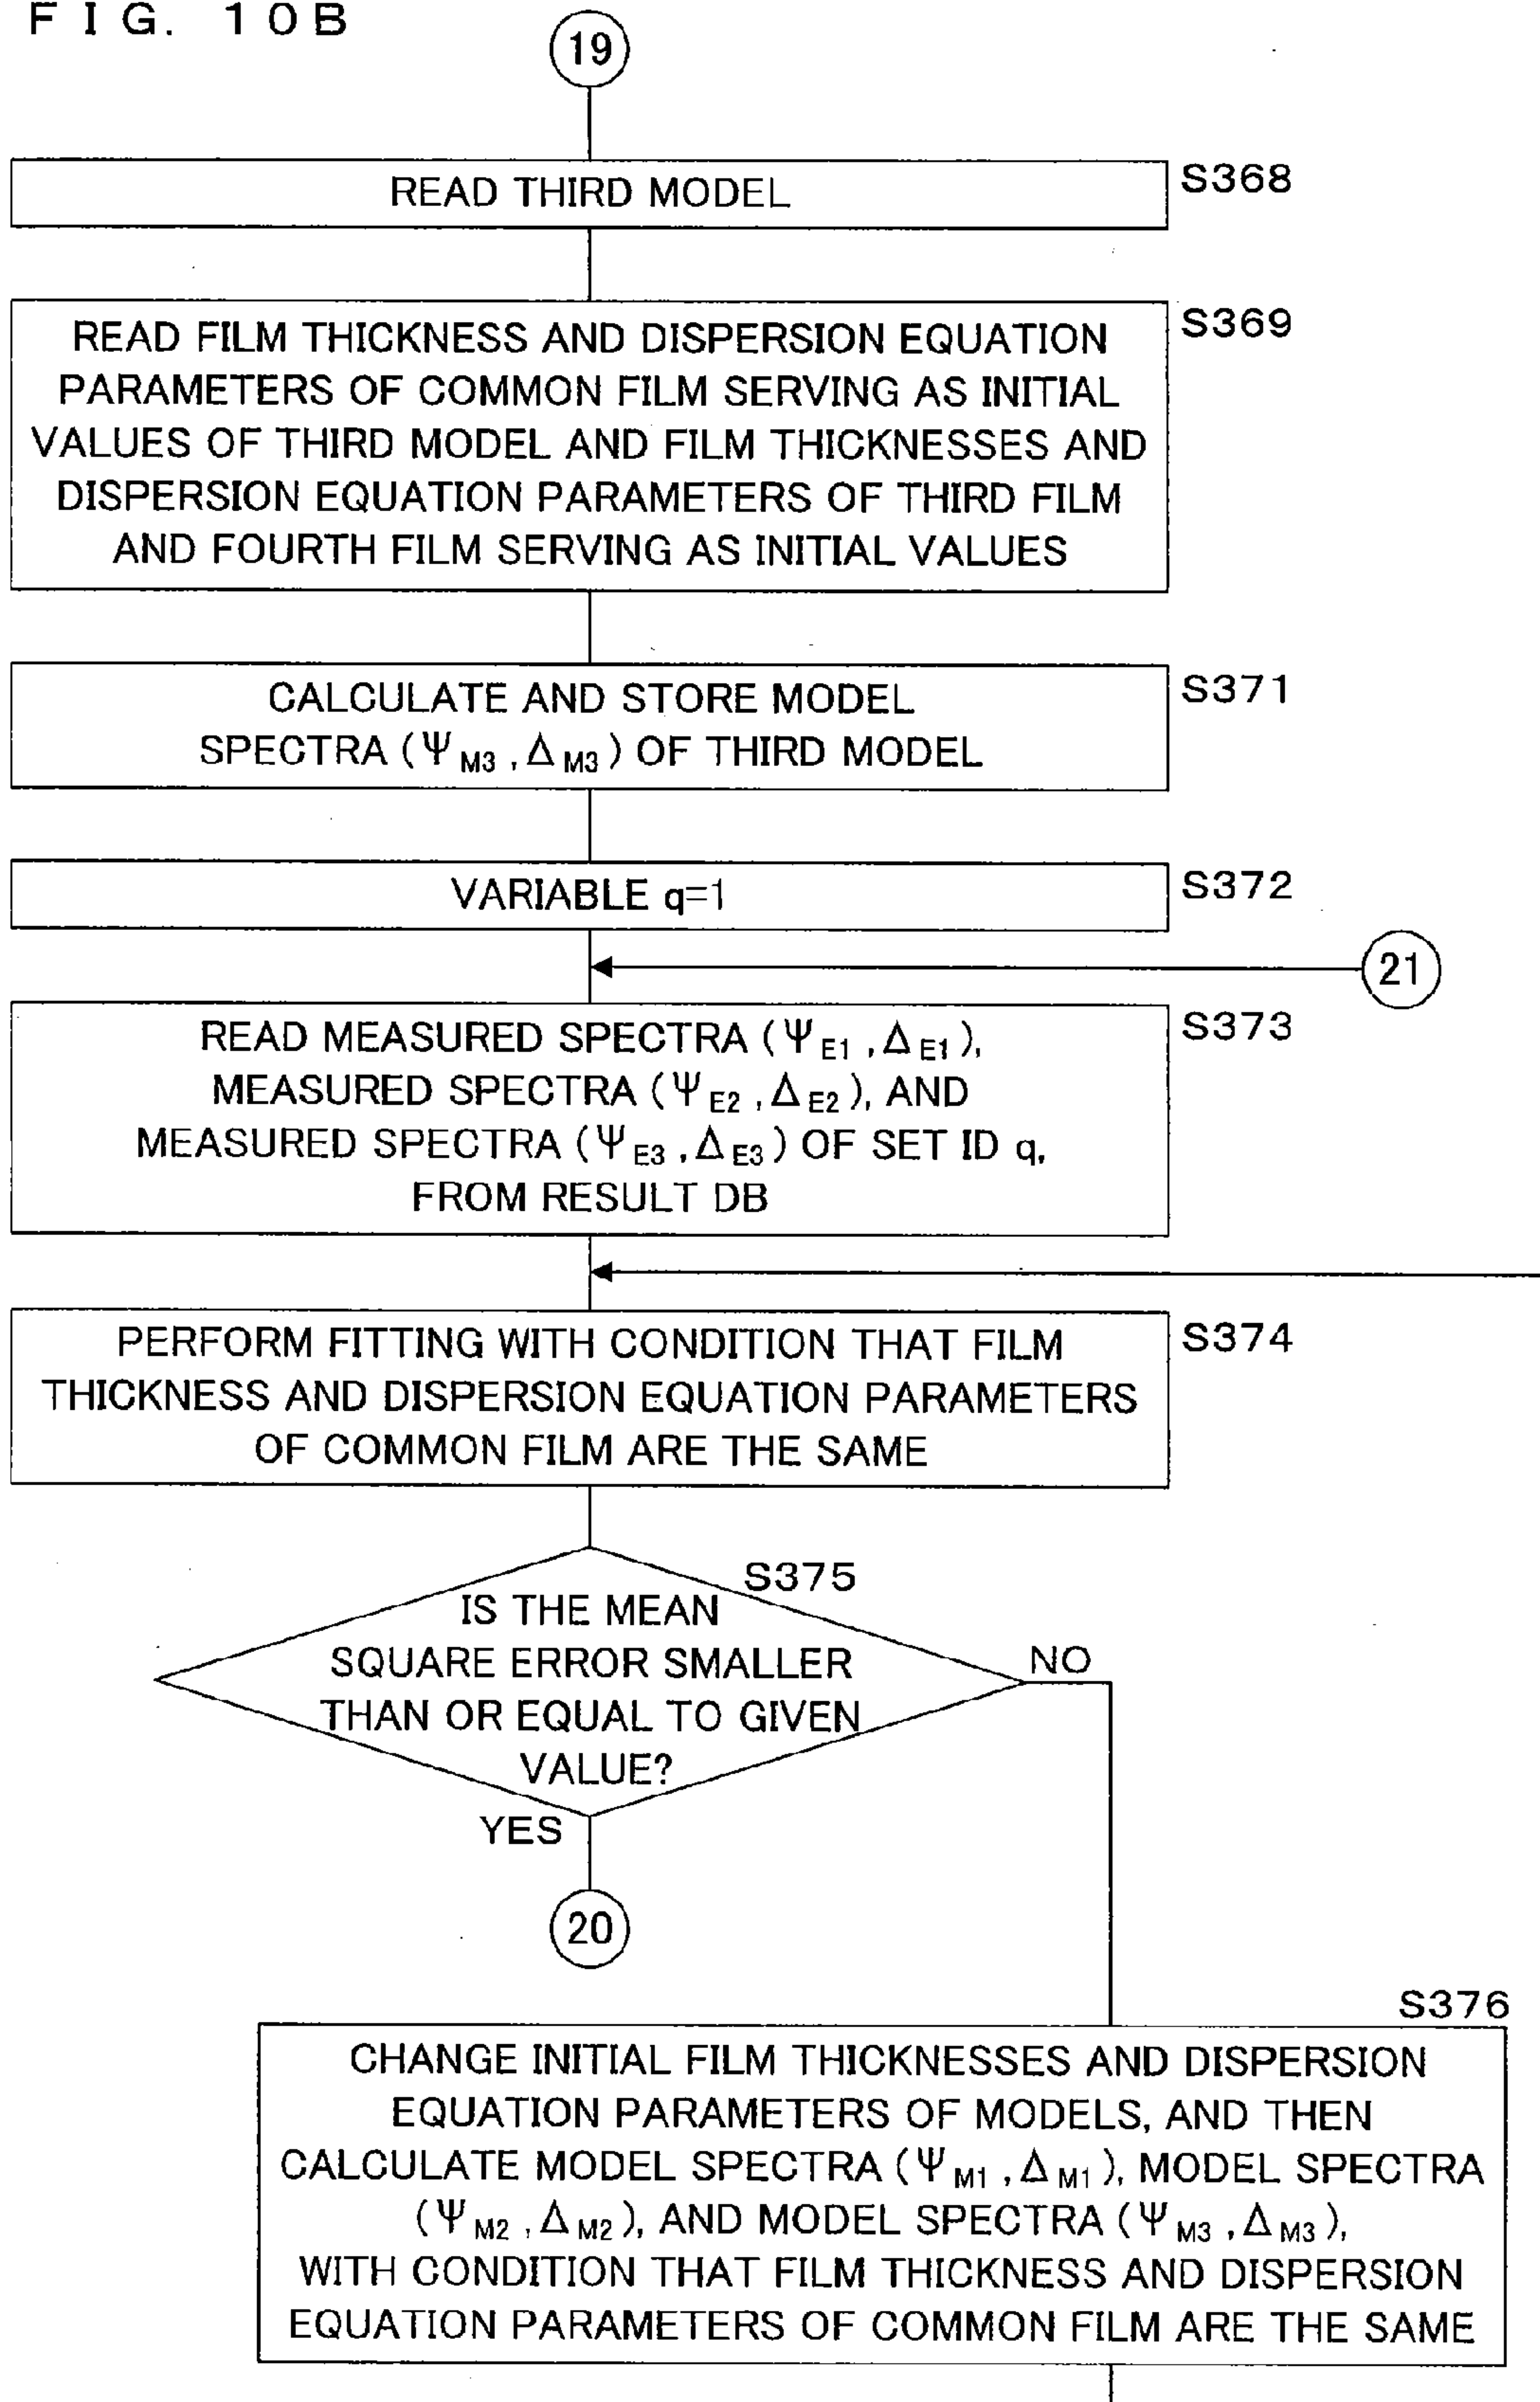 FIG. 10B
19
READ THIRD MODEL
S368
READ FILM THICKNESS AND DISPERSION EQUATION
PARAMETERS OF COMMON FILM SERVING AS INITIAL
VALUES OF THIRD MODEL AND FILM THICKNESSES AND
DISPERSION EQUATION PARAMETERS OF THIRD FILM
AND FOURTH FILM SERVING AS INITIAL VALUES
S369
CALCULATE AND STORE MODEL
SPECTRA (Ψ M3 , Δ M3 ) OF THIRD MODEL
S371
VARIABLE q=1
S372
21
READ MEASURED SPECTRA (Ψ E1 , Δ E1 ),
MEASURED SPECTRA (Ψ E2 , Δ E2 ), AND
MEASURED SPECTRA (Ψ E3 , Δ E3 ) OF SET ID q,
FROM RESULT DB
S373
PERFORM FITTING WITH CONDITION THAT FILM
THICKNESS AND DISPERSION EQUATION PARAMETERS
OF COMMON FILM ARE THE SAME
S374
S375
IS THE MEAN
SQUARE ERROR SMALLER
THAN OR EQUAL TO GIVEN
VALUE?
NO
YES
20
S376
CHANGE INITIAL FILM THICKNESSES AND DISPERSION
EQUATION PARAMETERS OF MODELS, AND THEN
CALCULATE MODEL SPECTRA (Ψ M1 , Δ M1 ), MODEL SPECTRA
(Ψ M2 , Δ M2 ), AND MODEL SPECTRA (Ψ M3 , Δ M3 ),
WITH CONDITION THAT FILM THICKNESS AND DISPERSION
EQUATION PARAMETERS OF COMMON FILM ARE THE SAME